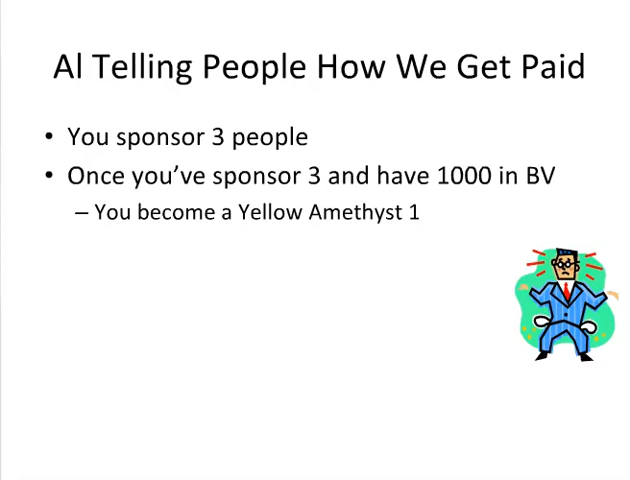 Al Telling People How We Get Paid
• You sponsor 3 people
• Once you’ve sponsor 3 and have 1000 in BV
– You become a Yellow Amethyst 1